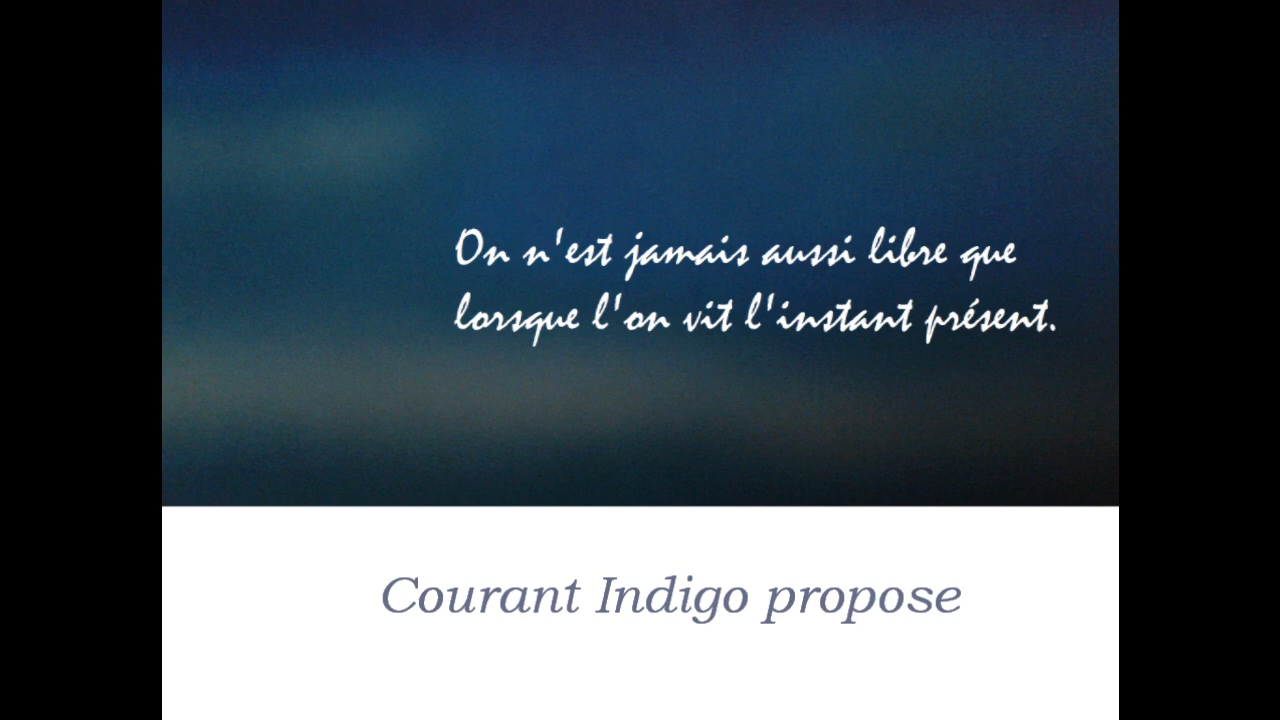 On n'est jamais aussi libre que
lorsque l'on vit l'instant présent.
Courant Indigo propose